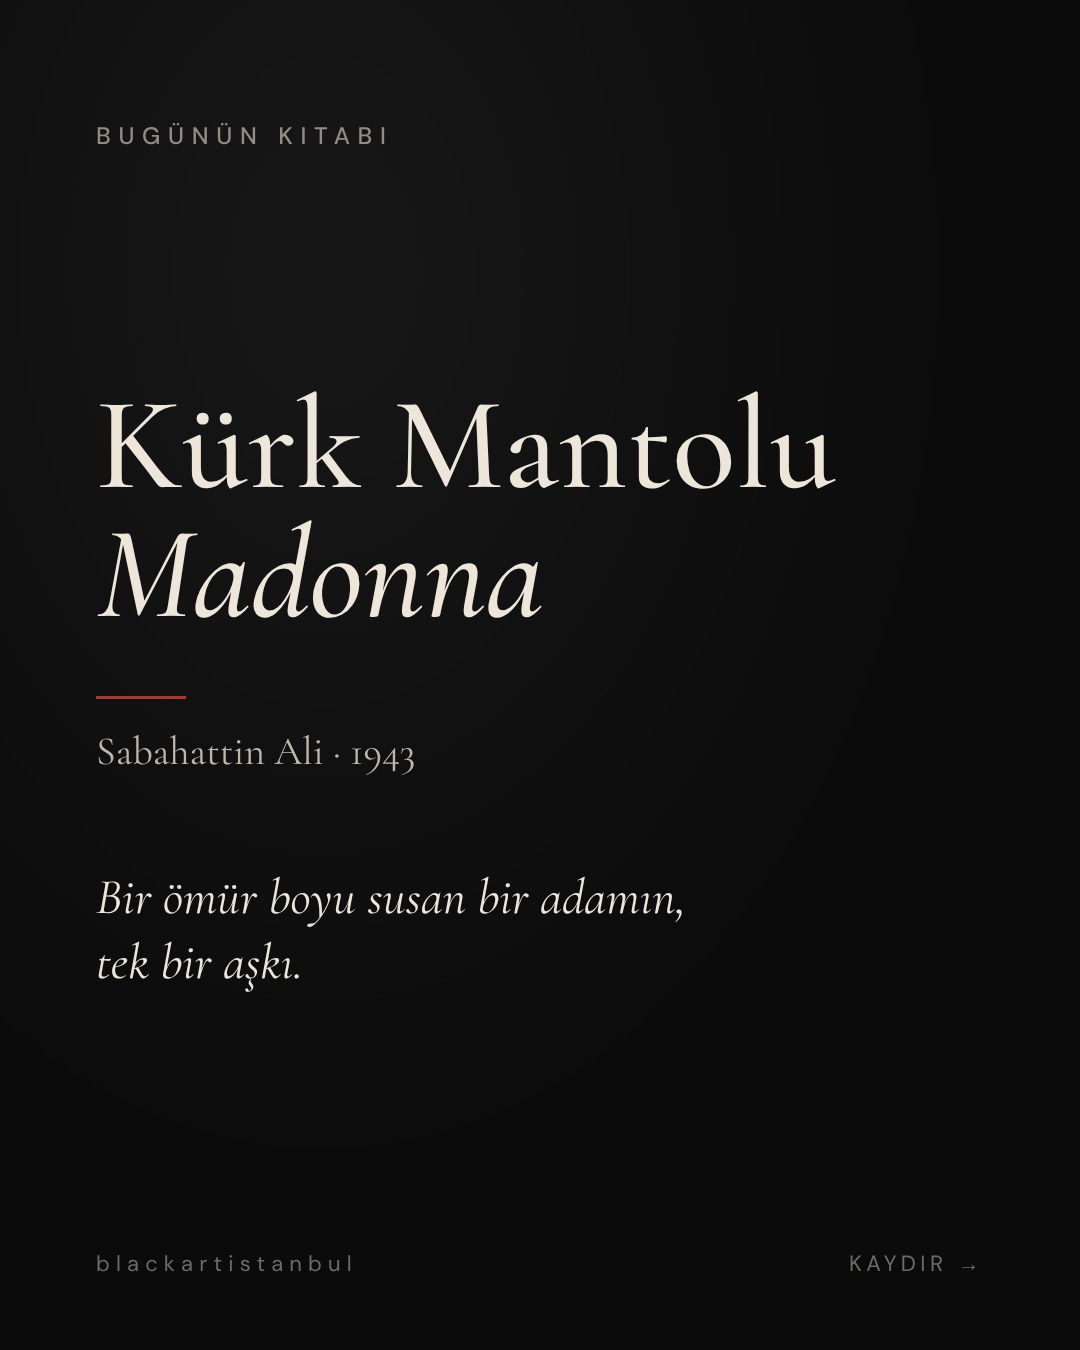 BUGÜNÜN KITABI
Kürk Mantolu
Madonna
Sabahattin Ali · 1943
Bir ömür boyu susan bir adamın,
tek bir aşkı.
blackartistanbul
KAYDIR →